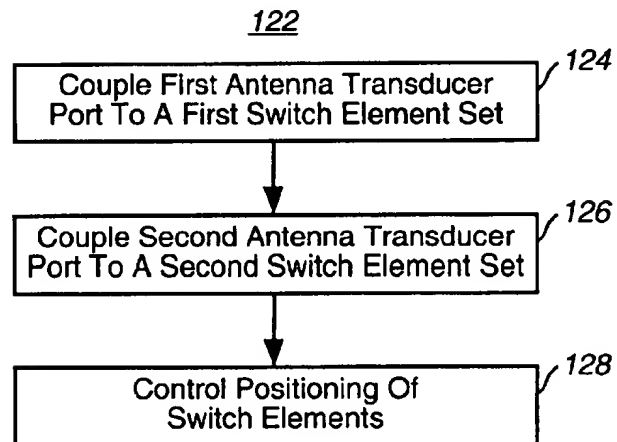 122
124
Couple First Antenna Transducer
Port To A First Switch Element Set
126
Couple Second Antenna Transducer
Port To A Second Switch Element Set
128
Control Positioning Of
Switch Elements